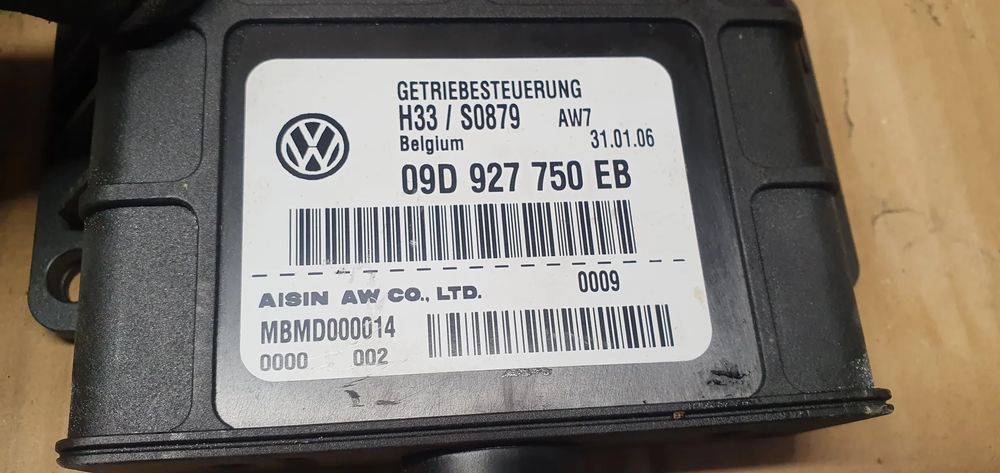 GETRIEBESTEUERUNG
H33 / S0879 AW7
Belgium 31.01.06
09D 927 750 EB
AISIN AW CO., LTD. 0009
MBMD000014
0000 002